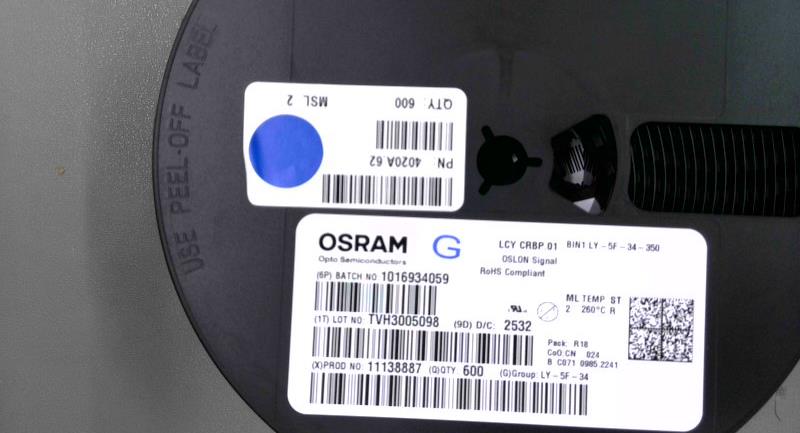 USE PEEL-OFF LABEL
PN: 4020A.62
QTY: 600 MSL: 2
OSRAM G LCY CRBP 01 BIN1 LY - 5F - 34 - 350
Opto Semiconductors OSLON Signal
RoHS Compliant
(6P) BATCH NO: 1016934059
ML TEMP ST
2 260°C R
(1T) LOT NO: TVH3005098 (9D) D/C: 2532
Pack: R18
CoO:CN 024
B C071 0985.2241
(X)PROD NO: 11138887 (Q)QTY: 600 (G)Group: LY - 5F - 34